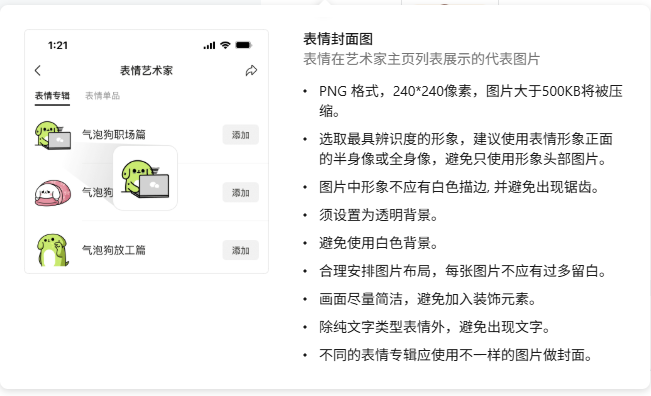 1:21
表情艺术家
表情专辑 表情单品
气泡狗职场篇 添加
气泡狗 添加
气泡狗放工篇 添加
表情封面图
表情在艺术家主页列表展示的代表图片
• PNG 格式，240*240像素，图片大于500KB将被压
缩。
• 选取最具辨识度的形象，建议使用表情形象正面
的半身像或全身像，避免只使用形象头部图片。
• 图片中形象不应有白色描边, 并避免出现锯齿。
• 须设置为透明背景。
• 避免使用白色背景。
• 合理安排图片布局，每张图片不应有过多留白。
• 画面尽量简洁，避免加入装饰元素。
• 除纯文字类型表情外，避免出现文字。
• 不同的表情专辑应使用不一样的图片做封面。